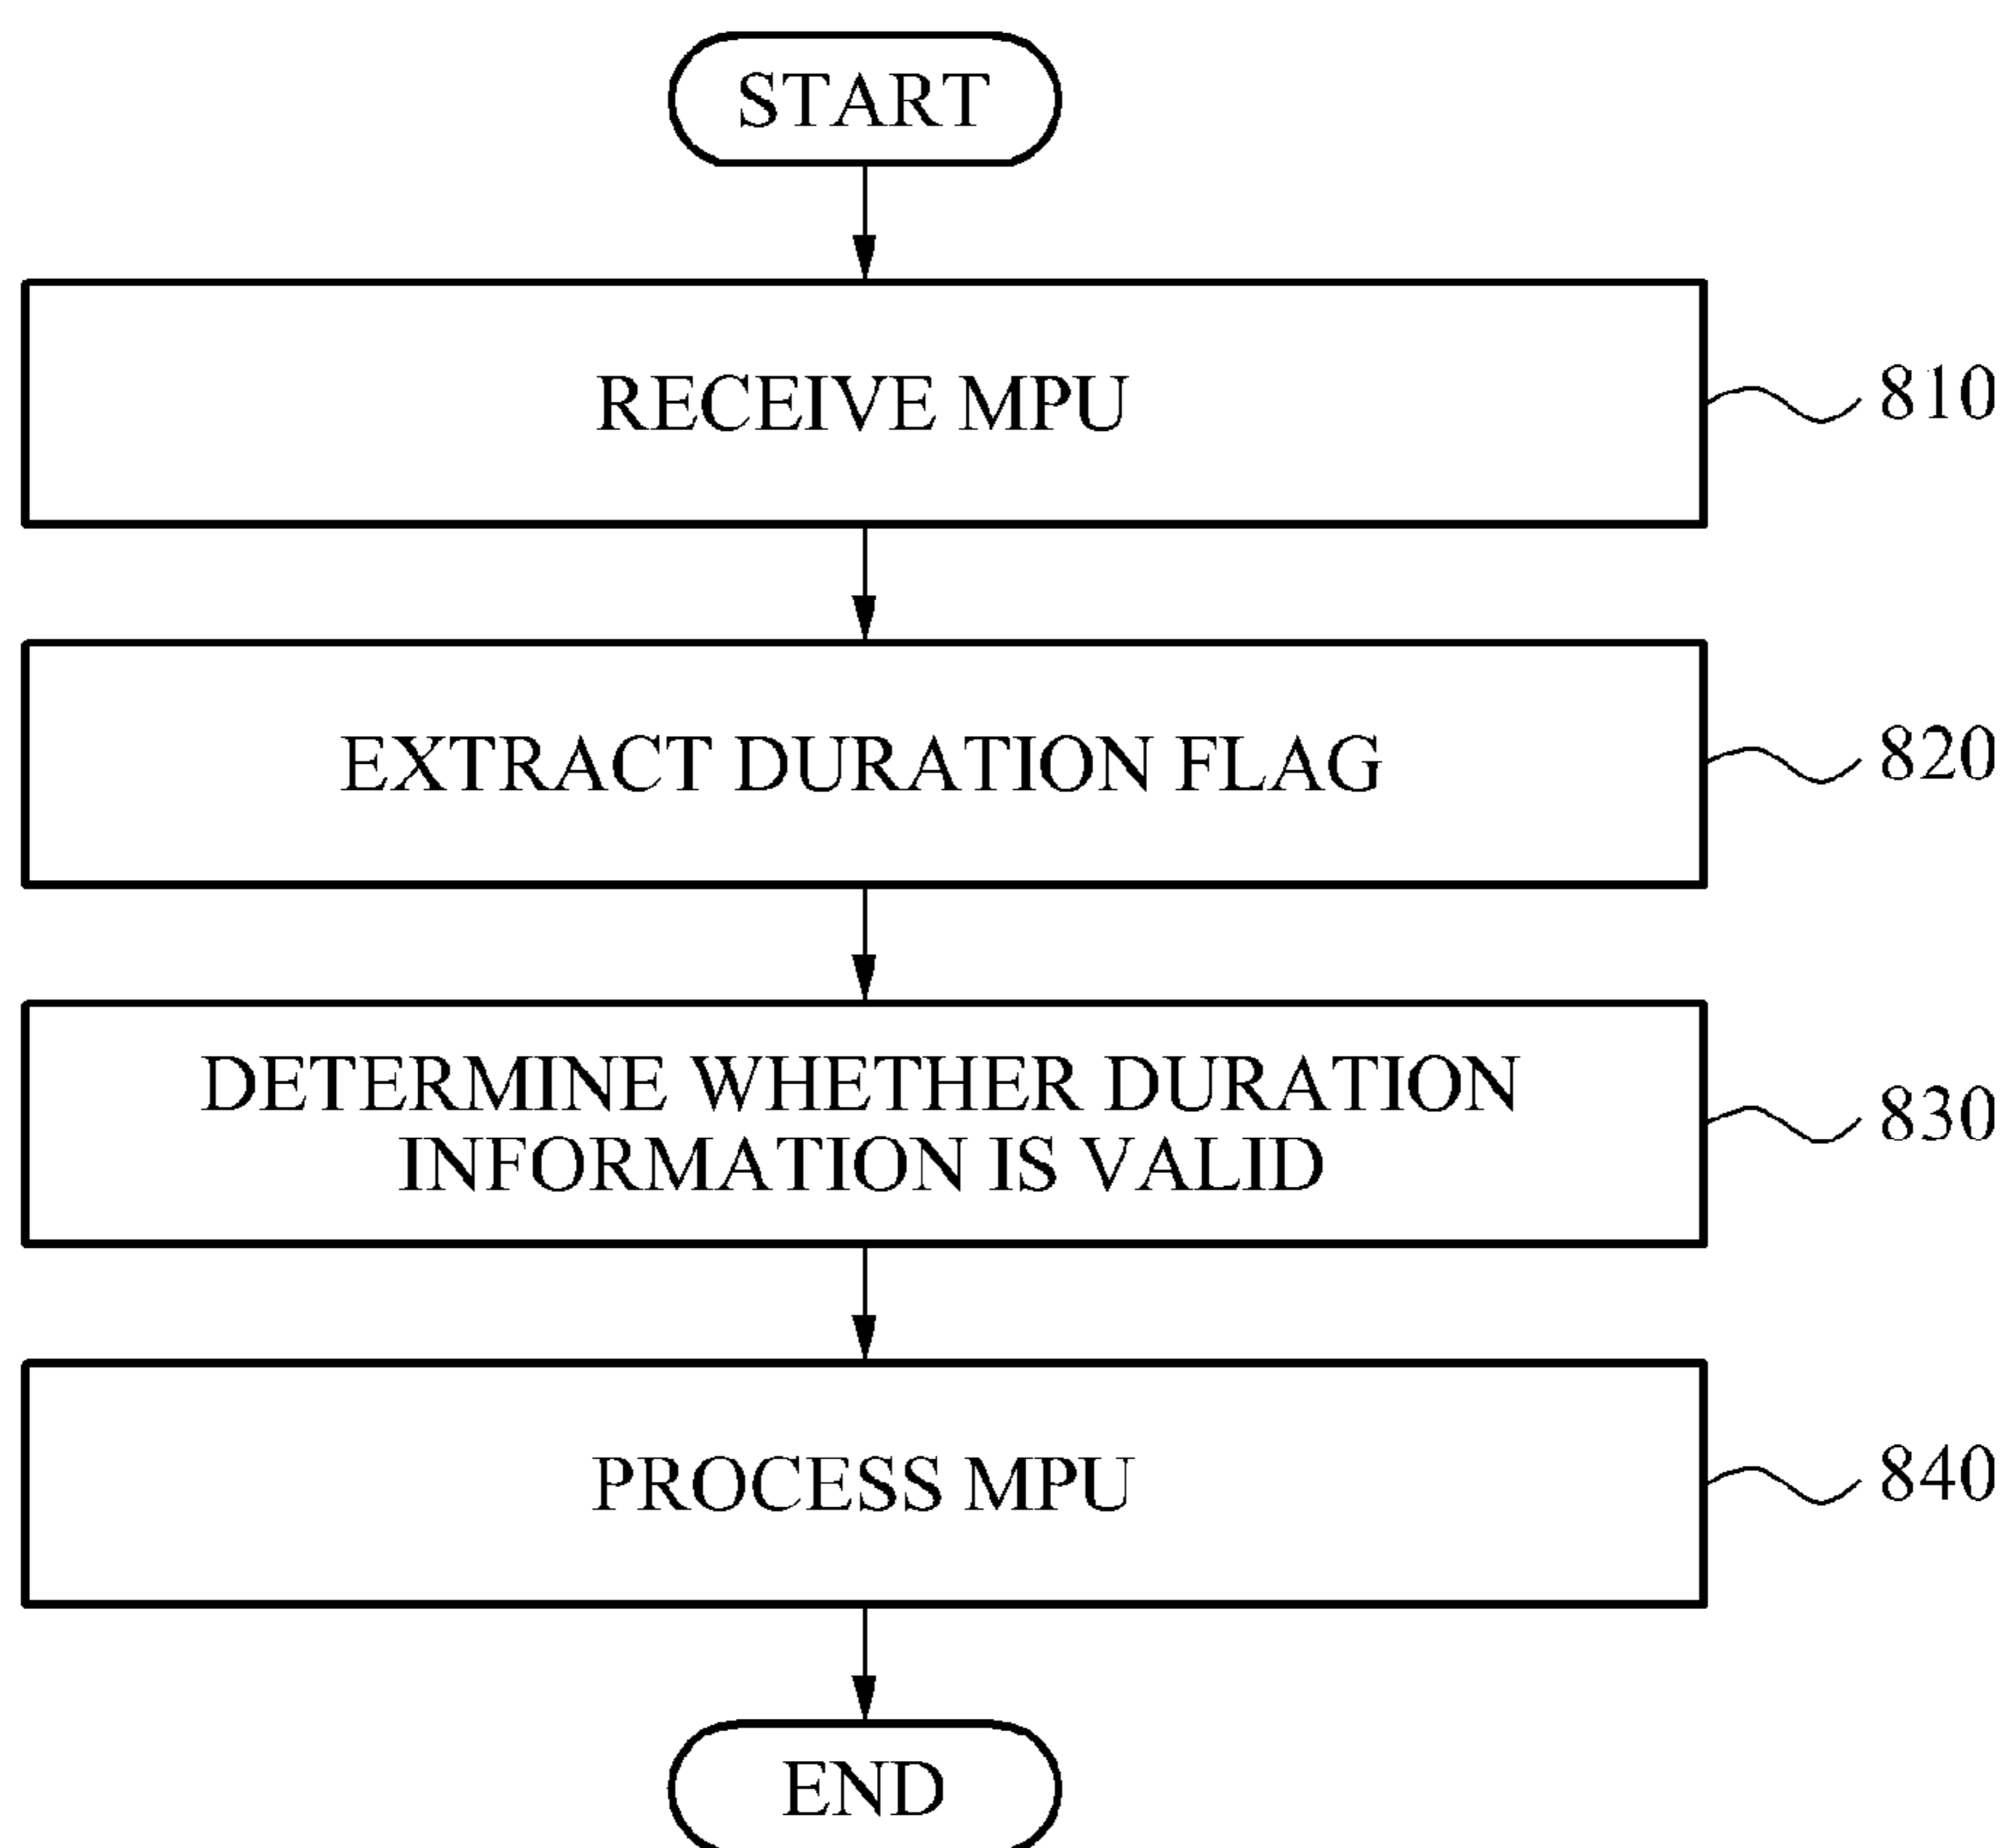 START
RECEIVE MPU
810
EXTRACT DURATION FLAG
820
DETERMINE WHETHER DURATION
INFORMATION IS VALID
830
PROCESS MPU
840
END